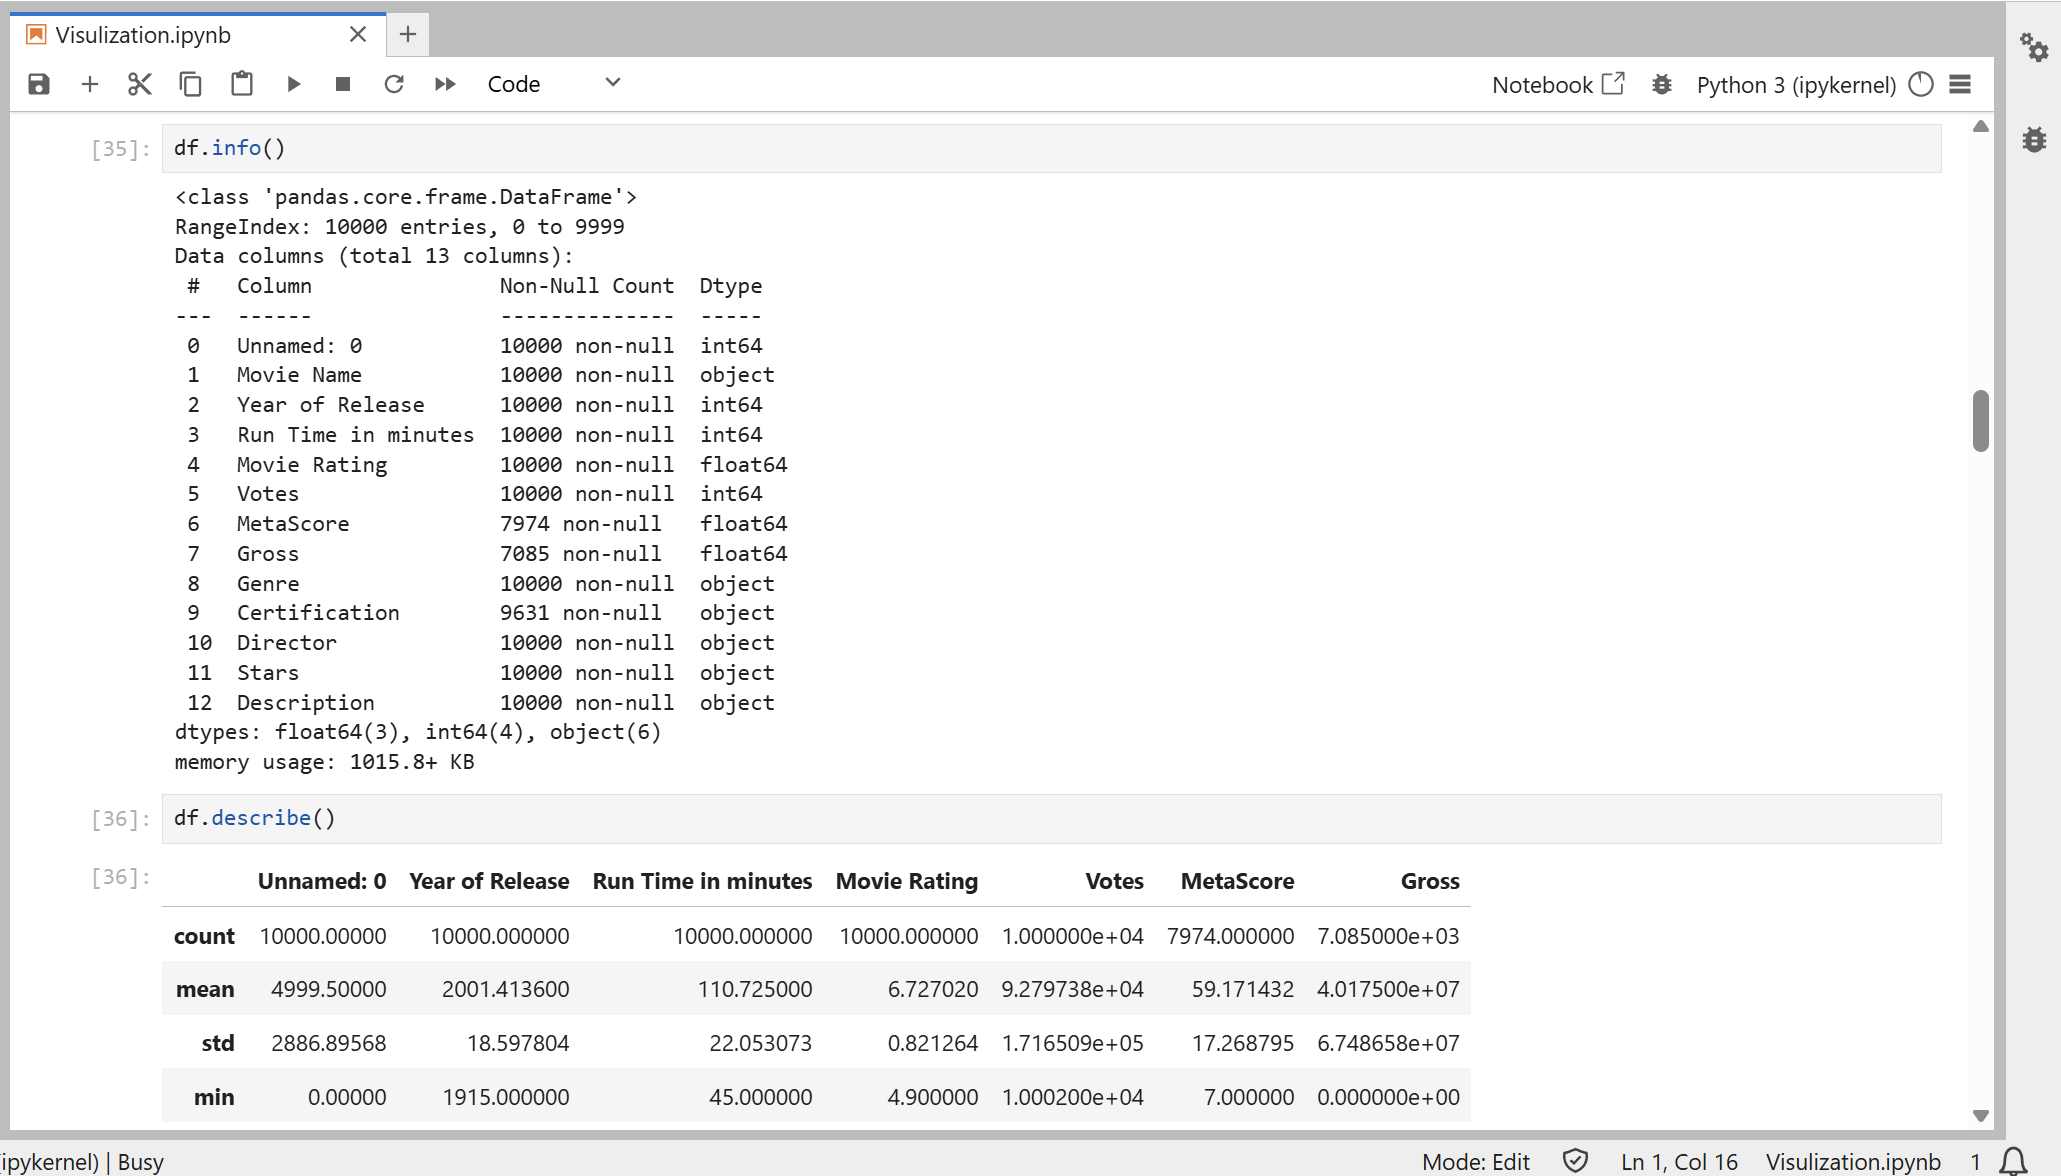 Visulization.ipynb
Code
Notebook
Python 3 (ipykernel)
[35]: df.info()
<class 'pandas.core.frame.DataFrame'>
RangeIndex: 10000 entries, 0 to 9999
Data columns (total 13 columns):
 #   Column               Non-Null Count  Dtype
---  ------               --------------  -----
 0   Unnamed: 0           10000 non-null  int64
 1   Movie Name           10000 non-null  object
 2   Year of Release      10000 non-null  int64
 3   Run Time in minutes  10000 non-null  int64
 4   Movie Rating         10000 non-null  float64
 5   Votes                10000 non-null  int64
 6   MetaScore            7974 non-null   float64
 7   Gross                7085 non-null   float64
 8   Genre                10000 non-null  object
 9   Certification        9631 non-null   object
 10  Director             10000 non-null  object
 11  Stars                10000 non-null  object
 12  Description          10000 non-null  object
dtypes: float64(3), int64(4), object(6)
memory usage: 1015.8+ KB
[36]: df.describe()
[36]:
Unnamed: 0 Year of Release Run Time in minutes Movie Rating Votes MetaScore Gross
count 10000.00000 10000.000000 10000.000000 10000.000000 1.000000e+04 7974.000000 7.085000e+03
mean 4999.50000 2001.413600 110.725000 6.727020 9.279738e+04 59.171432 4.017500e+07
std 2886.89568 18.597804 22.053073 0.821264 1.716509e+05 17.268795 6.748658e+07
min 0.00000 1915.000000 45.000000 4.900000 1.000200e+04 7.000000 0.000000e+00
ipykernel) | Busy
Mode: Edit
Ln 1, Col 16
Visulization.ipynb
1